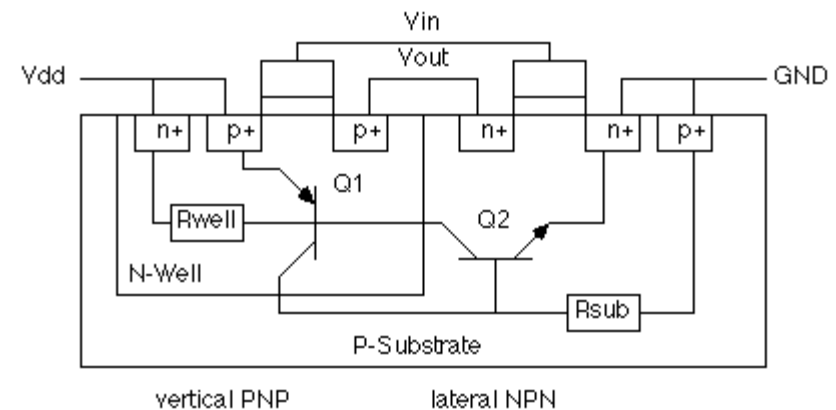 Vin
Vdd
Vout
GND
n+
p+
p+
n+
n+
p+
Q1
Rwell
Q2
N-Well
Rsub
P-Substrate
vertical PNP
lateral NPN